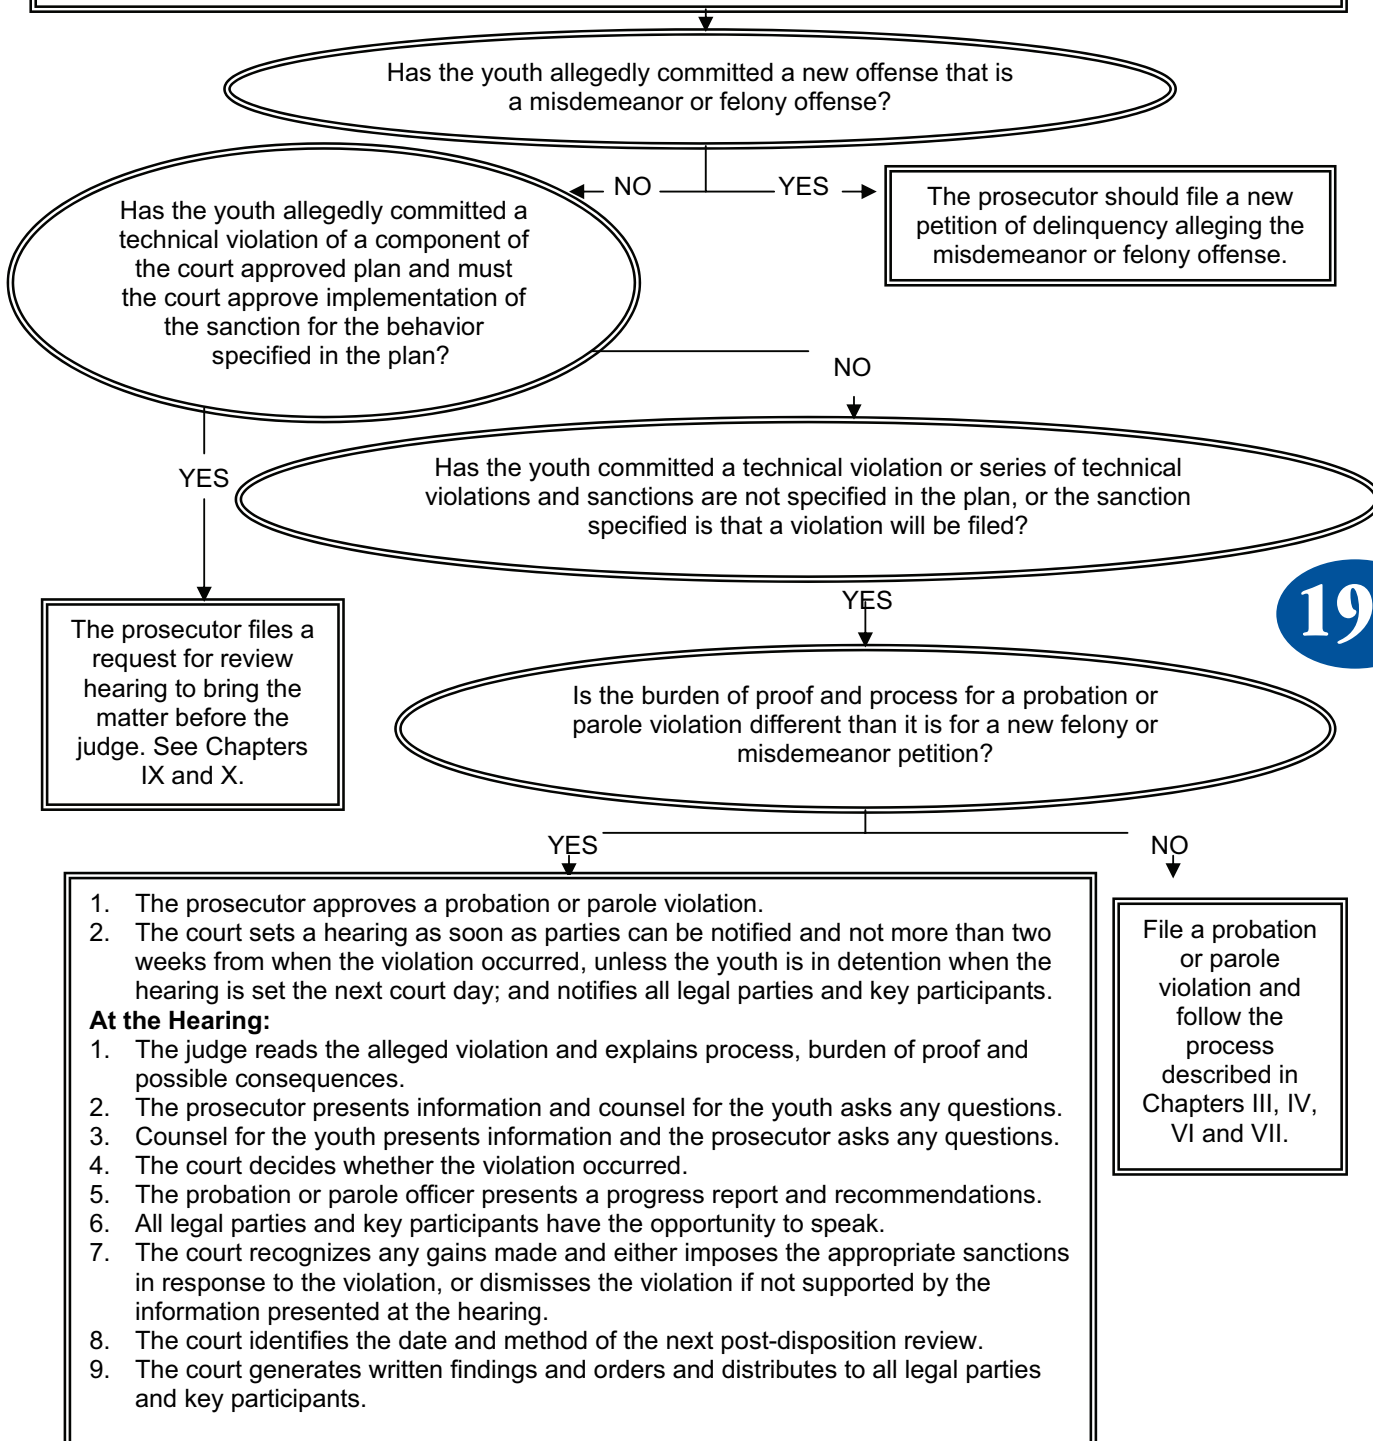 Has the youth allegedly committed a new offense that is
a misdemeanor or felony offense?
NO
YES
The prosecutor should file a new
petition of delinquency alleging the
misdemeanor or felony offense.
Has the youth allegedly committed a
technical violation of a component of
the court approved plan and must
the court approve implementation of
the sanction for the behavior
specified in the plan?
NO
YES
Has the youth committed a technical violation or series of technical
violations and sanctions are not specified in the plan, or the sanction
specified is that a violation will be filed?
YES
19
The prosecutor files a
request for review
hearing to bring the
matter before the
judge. See Chapters
IX and X.
Is the burden of proof and process for a probation or
parole violation different than it is for a new felony or
misdemeanor petition?
YES
NO
1. The prosecutor approves a probation or parole violation.
2. The court sets a hearing as soon as parties can be notified and not more than two
weeks from when the violation occurred, unless the youth is in detention when the
hearing is set the next court day; and notifies all legal parties and key participants.
At the Hearing:
1. The judge reads the alleged violation and explains process, burden of proof and
possible consequences.
2. The prosecutor presents information and counsel for the youth asks any questions.
3. Counsel for the youth presents information and the prosecutor asks any questions.
4. The court decides whether the violation occurred.
5. The probation or parole officer presents a progress report and recommendations.
6. All legal parties and key participants have the opportunity to speak.
7. The court recognizes any gains made and either imposes the appropriate sanctions
in response to the violation, or dismisses the violation if not supported by the
information presented at the hearing.
8. The court identifies the date and method of the next post-disposition review.
9. The court generates written findings and orders and distributes to all legal parties
and key participants.
File a probation
or parole
violation and
follow the
process
described in
Chapters III, IV,
VI and VII.